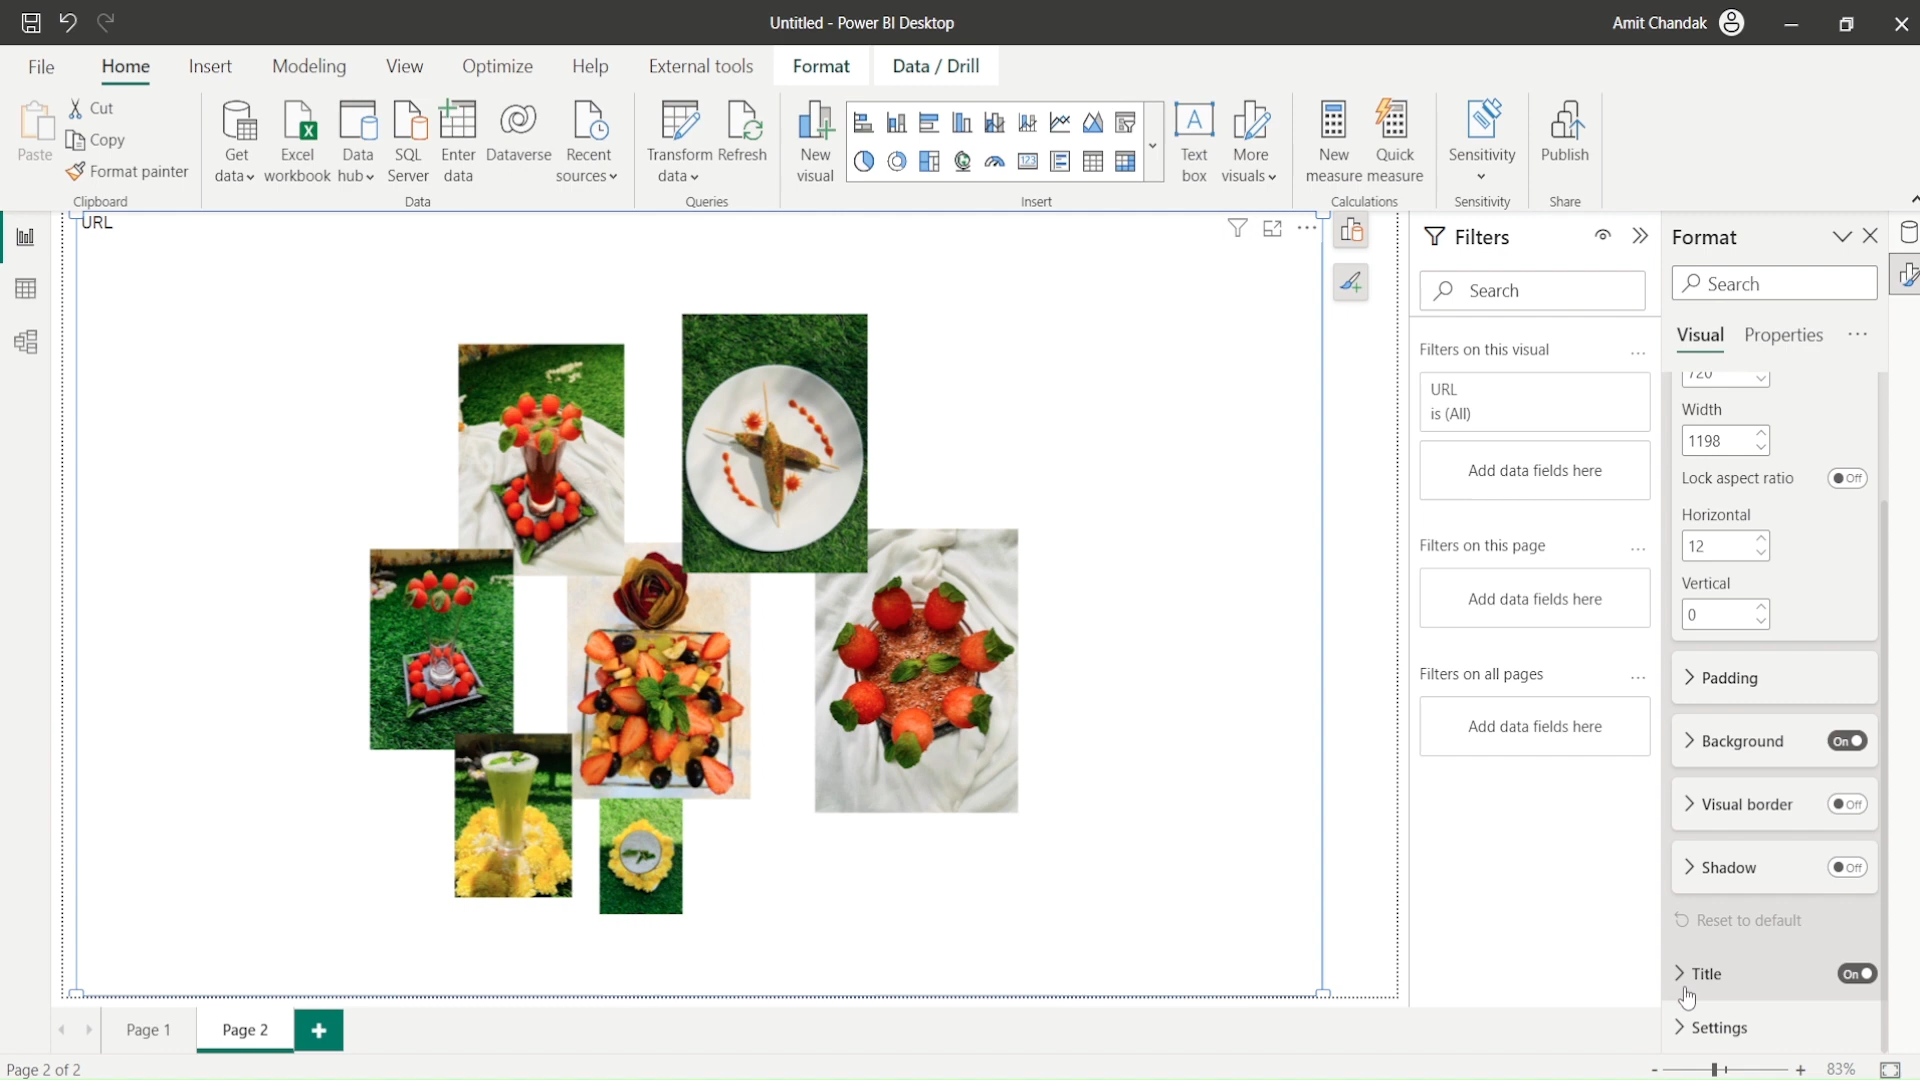 Untitled - Power BI Desktop
Amit Chandak
File Home Insert Modeling View Optimize Help External tools Format Data / Drill
Paste
Cut
Copy
Format painter
Clipboard
Get data
Excel workbook
Data hub
SQL Server
Enter data
Dataverse
Recent sources
Data
Transform data
Refresh
Queries
New visual
123
A
Text box
More visuals
Insert
New measure
Quick measure
Calculations
Sensitivity
Sensitivity
Publish
Share
URL
Filters
Search
Filters on this visual
URL
is (All)
Add data fields here
Filters on this page
Add data fields here
Filters on all pages
Add data fields here
Format
Search
Visual Properties
720
Width
1198
Lock aspect ratio Off
Horizontal
12
Vertical
0
Padding
Background On
Visual border Off
Shadow Off
Reset to default
Title On
Settings
Page 1 Page 2
Page 2 of 2
83%